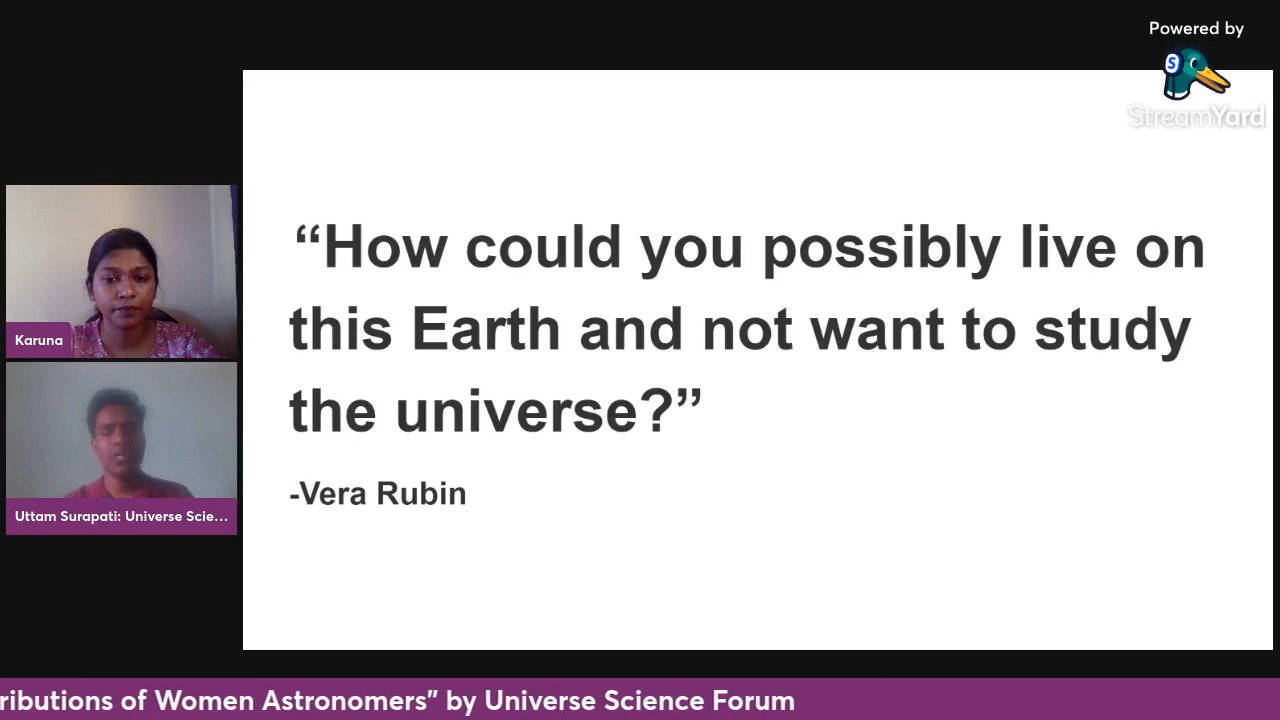 Powered by
StreamYard
“How could you possibly live on
this Earth and not want to study
the universe?”
-Vera Rubin
Karuna
Uttam Surapati: Universe Scie...
ributions of Women Astronomers” by Universe Science Forum